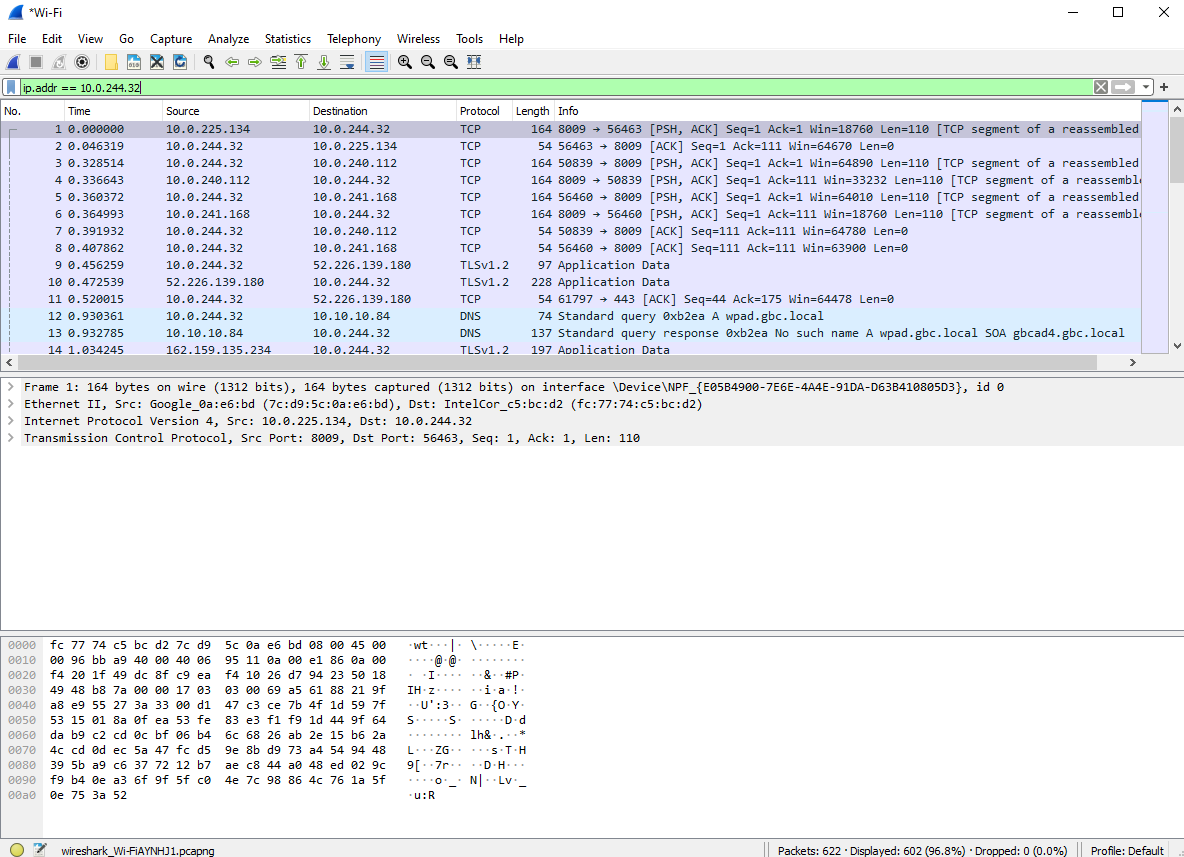 *Wi-Fi
File Edit View Go Capture Analyze Statistics Telephony Wireless Tools Help
ip.addr == 10.0.244.32
No. Time Source Destination Protocol Length Info
1 0.000000 10.0.225.134 10.0.244.32 TCP 164 8009 → 56463 [PSH, ACK] Seq=1 Ack=1 Win=18760 Len=110 [TCP segment of a reassembled
2 0.046319 10.0.244.32 10.0.225.134 TCP 54 56463 → 8009 [ACK] Seq=1 Ack=111 Win=64670 Len=0
3 0.328514 10.0.244.32 10.0.240.112 TCP 164 50839 → 8009 [PSH, ACK] Seq=1 Ack=1 Win=64890 Len=110 [TCP segment of a reassembled
4 0.336643 10.0.240.112 10.0.244.32 TCP 164 8009 → 50839 [PSH, ACK] Seq=1 Ack=111 Win=33232 Len=110 [TCP segment of a reassembl
5 0.360372 10.0.244.32 10.0.241.168 TCP 164 56460 → 8009 [PSH, ACK] Seq=1 Ack=1 Win=64010 Len=110 [TCP segment of a reassembled
6 0.364993 10.0.241.168 10.0.244.32 TCP 164 8009 → 56460 [PSH, ACK] Seq=1 Ack=111 Win=18760 Len=110 [TCP segment of a reassembl
7 0.391932 10.0.244.32 10.0.240.112 TCP 54 50839 → 8009 [ACK] Seq=111 Ack=111 Win=64780 Len=0
8 0.407862 10.0.244.32 10.0.241.168 TCP 54 56460 → 8009 [ACK] Seq=111 Ack=111 Win=63900 Len=0
9 0.456259 10.0.244.32 52.226.139.180 TLSv1.2 97 Application Data
10 0.472539 52.226.139.180 10.0.244.32 TLSv1.2 228 Application Data
11 0.520015 10.0.244.32 52.226.139.180 TCP 54 61797 → 443 [ACK] Seq=44 Ack=175 Win=64478 Len=0
12 0.930361 10.0.244.32 10.10.10.84 DNS 74 Standard query 0xb2ea A wpad.gbc.local
13 0.932785 10.10.10.84 10.0.244.32 DNS 137 Standard query response 0xb2ea No such name A wpad.gbc.local SOA gbcad4.gbc.local
14 1.034245 162.159.135.234 10.0.244.32 TLSv1.2 197 Application Data
Frame 1: 164 bytes on wire (1312 bits), 164 bytes captured (1312 bits) on interface \Device\NPF_{E05B4900-7E6E-4A4E-91DA-D63B410805D3}, id 0
Ethernet II, Src: Google_0a:e6:bd (7c:d9:5c:0a:e6:bd), Dst: IntelCor_c5:bc:d2 (fc:77:74:c5:bc:d2)
Internet Protocol Version 4, Src: 10.0.225.134, Dst: 10.0.244.32
Transmission Control Protocol, Src Port: 8009, Dst Port: 56463, Seq: 1, Ack: 1, Len: 110
0000 fc 77 74 c5 bc d2 7c d9 5c 0a e6 bd 08 00 45 00 ·wt···|· \·····E·
0010 00 96 bb a9 40 00 40 06 95 11 0a 00 e1 86 0a 00 ····@·@· ········
0020 f4 20 1f 49 dc 8f c9 ea f4 10 26 d7 94 23 50 18 · ·I···· ··&··#P·
0030 49 48 b8 7a 00 00 17 03 03 00 69 a5 61 88 21 9f IH·z···· ··i·a·!·
0040 a8 e9 55 27 3a 33 00 d1 47 c3 ce 7b 4f 1d 59 7f ··U':3·· G··{O·Y·
0050 53 15 01 8a 0f ea 53 fe 83 e3 f1 f9 1d 44 9f 64 S·····S· ·····D·d
0060 da b9 c2 cd 0c bf 06 b4 6c 68 26 ab 2e 15 b6 2a ········ lh&·.··*
0070 4c cd 0d ec 5a 47 fc d5 9e 8b d9 73 a4 54 94 48 L···ZG·· ···s·T·H
0080 39 5b a9 c6 37 72 12 b7 ae c8 44 a0 48 ed 02 9c 9[··7r·· ··D·H···
0090 f9 b4 0e a3 6f 9f 5f c0 4e 7c 98 86 4c 76 1a 5f ····o·_· N|··Lv·_
00a0 0e 75 3a 52 ·u:R
wireshark_Wi-FiAYNHJ1.pcapng Packets: 622 · Displayed: 602 (96.8%) · Dropped: 0 (0.0%) Profile: Default